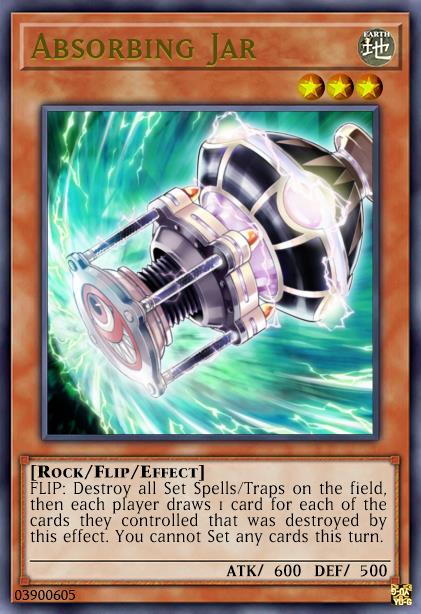 Absorbing Jar
EARTH
地
[Rock/Flip/Effect]
FLIP: Destroy all Set Spells/Traps on the field,
then each player draws 1 card for each of the
cards they controlled that was destroyed by
this effect. You cannot Set any cards this turn.
ATK/ 600 DEF/ 500
03900605